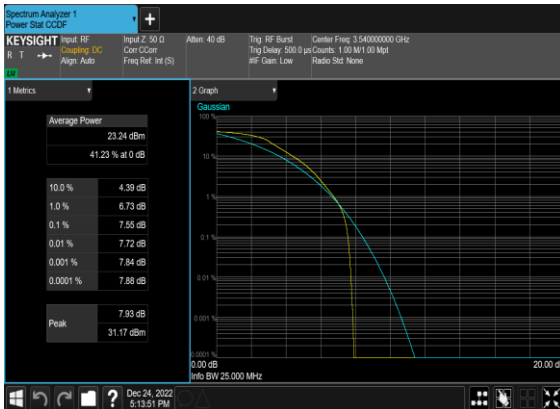 Spectrum Analyzer 1
Power Stat CCDF
+
KEYSIGHT
R T
LXI
Input: RF
Coupling: DC
Align: Auto
Input Z: 50 Ω
Corr CCorr
Freq Ref: Int (S)
Atten: 40 dB
Trig: RF Burst
Trig Delay: 500.0 µs
#IF Gain: Low
Center Freq: 3.540000000 GHz
Counts: 1.00 M/1.00 Mpt
Radio Std: None
1 Metrics
Average Power
23.24 dBm
41.23 % at 0 dB
10.0 % 4.39 dB
1.0 % 6.73 dB
0.1 % 7.55 dB
0.01 % 7.72 dB
0.001 % 7.84 dB
0.0001 % 7.88 dB
Peak 7.93 dB
31.17 dBm
2 Graph
Gaussian
100 %
10 %
1 %
0.1 %
0.01 %
0.001 %
0.0001 %
0.00 dB
20.00 d
Info BW 25.000 MHz
?
Dec 24, 2022
5:13:51 PM